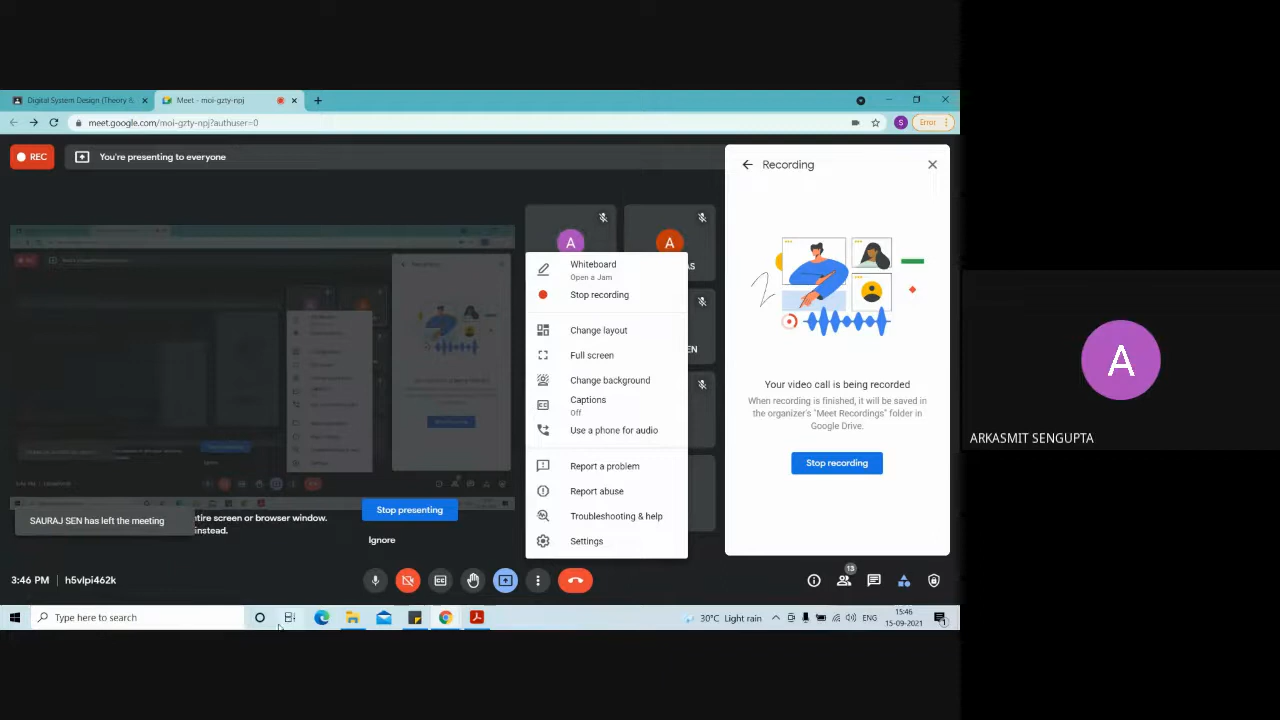 Digital System Design (Theory &
Meet - moi-gzty-npj
meet.google.com/moi-gzty-npj?authuser=0
S
Error
REC
You're presenting to everyone
Recording
A
A
AS
EN
Whiteboard
Open a Jam
Stop recording
Change layout
Full screen
Change background
Captions
Off
Use a phone for audio
Report a problem
Report abuse
Troubleshooting & help
Settings
Your video call is being recorded
When recording is finished, it will be saved
in the organizer's "Meet Recordings" folder in
Google Drive.
Stop recording
A
ARKASMIT SENGUPTA
SAURAJ SEN has left the meeting
ntire screen or browser window.
instead.
Stop presenting
Ignore
3:46 PM
h5vlpi462k
13
Type here to search
30°C Light rain
ENG
15:46
15-09-2021
1